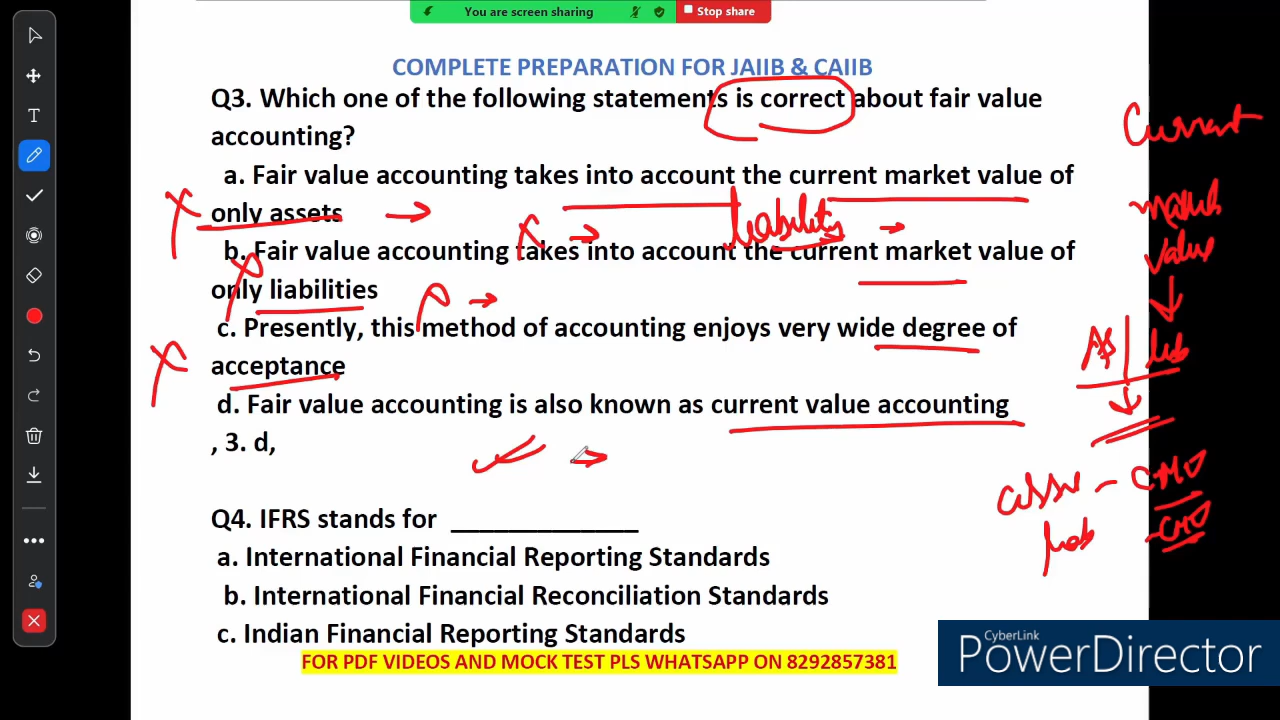 You are screen sharing
Stop share
COMPLETE PREPARATION FOR JAIIB & CAIIB
Q3. Which one of the following statements is correct about fair value
accounting?
a. Fair value accounting takes into account the current market value of
only assets
liability
b. Fair value accounting takes into account the current market value of
only liabilities
c. Presently, this method of accounting enjoys very wide degree of
acceptance
d. Fair value accounting is also known as current value accounting
, 3. d,
Q4. IFRS stands for ______________
a. International Financial Reporting Standards
b. International Financial Reconciliation Standards
c. Indian Financial Reporting Standards
FOR PDF VIDEOS AND MOCK TEST PLS WHATSAPP ON 8292857381
Current
value
CyberLink
PowerDirector